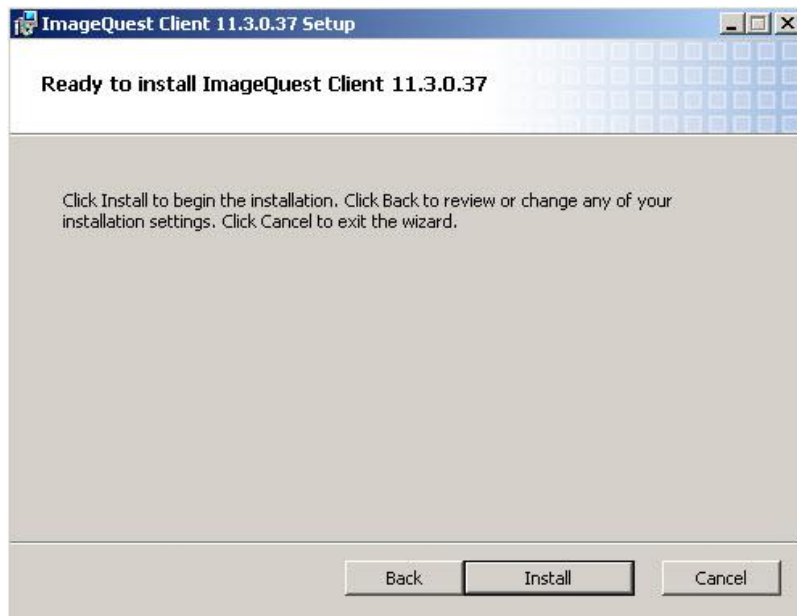 ImageQuest Client 11.3.0.37 Setup
Ready to install ImageQuest Client 11.3.0.37
Click Install to begin the installation. Click Back to review or change any of your
installation settings. Click Cancel to exit the wizard.
Back Install Cancel